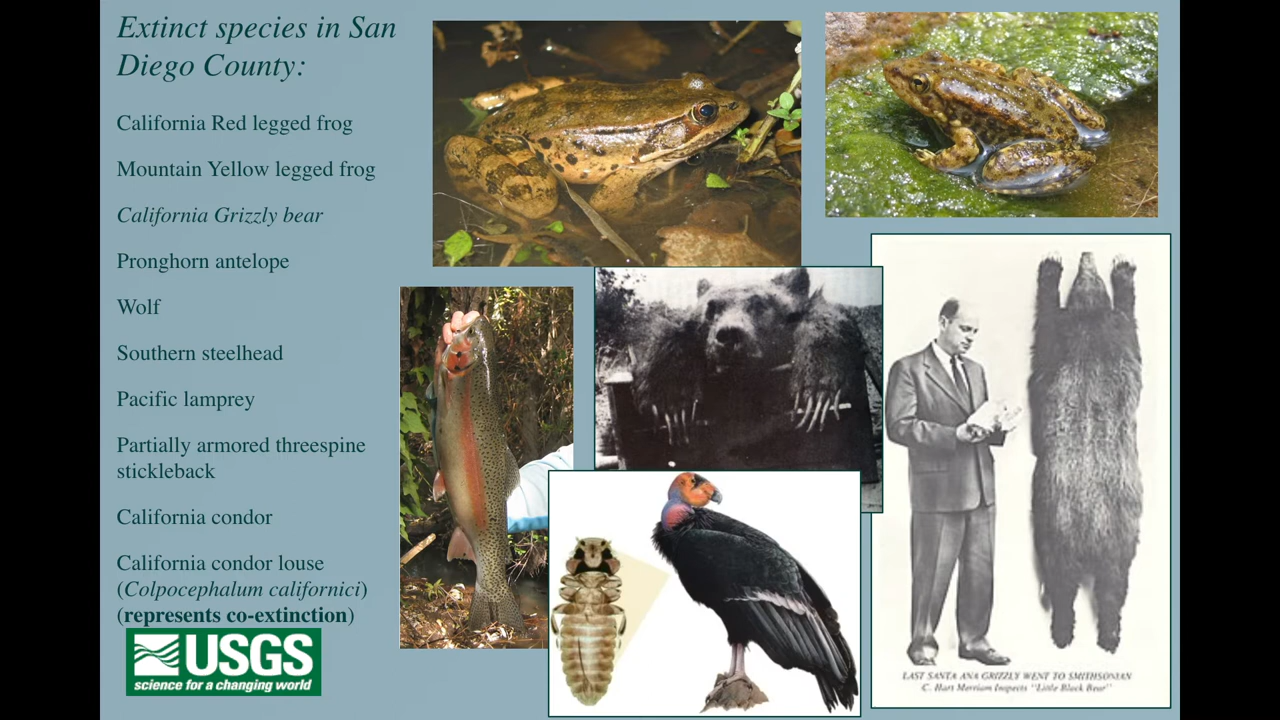 Extinct species in San
Diego County:
California Red legged frog
Mountain Yellow legged frog
California Grizzly bear
Pronghorn antelope
Wolf
Southern steelhead
Pacific lamprey
Partially armored threespine
stickleback
California condor
California condor louse
(Colpocephalum californici)
(represents co-extinction)
USGS
science for a changing world
LAST SANTA ANA GRIZZLY WENT TO SMITHSONIAN
C. Hart Merriam Inspects "Little Black Bear"